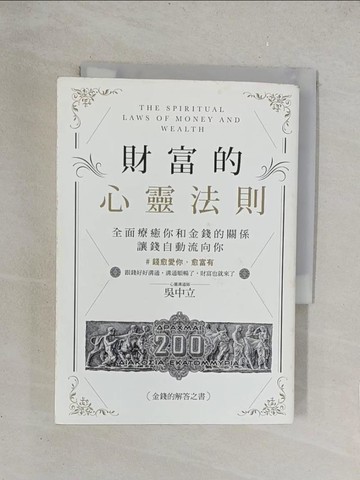 THE SPIRITUAL
LAWS OF MONEY AND
WEALTH
財富的
心靈法則
全面療癒你和金錢的關係
讓錢自動流向你
#錢愈愛你,愈富有
跟錢好好溝通,溝通順暢了,財富也就來了
吳中立
ΔΡΑΧΜΑΙ
200
ΔΙΑΚΟΣΙΑ ΕΚΑΤΟΜΜΥΡΙΑ
(金錢的解答之書)